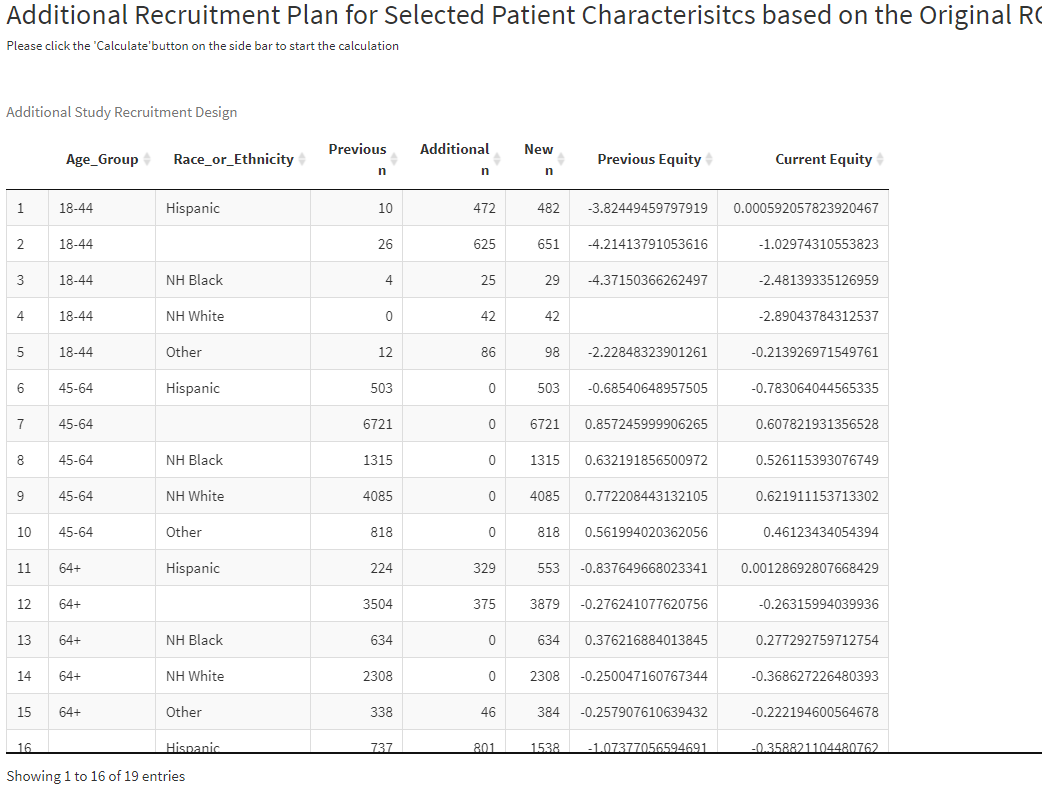 Additional Recruitment Plan for Selected Patient Characterisitcs based on the Original
Please click the 'Calculate'button on the side bar to start the calculation
Additional Study Recruitment Design
Age_Group Race_or_Ethnicity Previous n Additional n New n Previous Equity Current Equity
1 18-44 Hispanic 10 472 482 -3.82449459797919 0.000592057823920467
2 18-44 26 625 651 -4.21413791053616 -1.02974310553823
3 18-44 NH Black 4 25 29 -4.37150366262497 -2.48139335126959
4 18-44 NH White 0 42 42 -2.89043784312537
5 18-44 Other 12 86 98 -2.22848323901261 -0.213926971549761
6 45-64 Hispanic 503 0 503 -0.68540648957505 -0.783064044565335
7 45-64 6721 0 6721 0.857245999906265 0.607821931356528
8 45-64 NH Black 1315 0 1315 0.632191856500972 0.526115393076749
9 45-64 NH White 4085 0 4085 0.772208443132105 0.621911153713302
10 45-64 Other 818 0 818 0.561994020362056 0.46123434054394
11 64+ Hispanic 224 329 553 -0.837649668023341 0.00128692807668429
12 64+ 3504 375 3879 -0.276241077620756 -0.26315994039936
13 64+ NH Black 634 0 634 0.376216884013845 0.277292759712754
14 64+ NH White 2308 0 2308 -0.250047160767344 -0.368627226480393
15 64+ Other 338 46 384 -0.257907610639432 -0.222194600564678
16 Hispanic 737 801 1538 -1.07377056594691 -0.358821104480762
Showing 1 to 16 of 19 entries